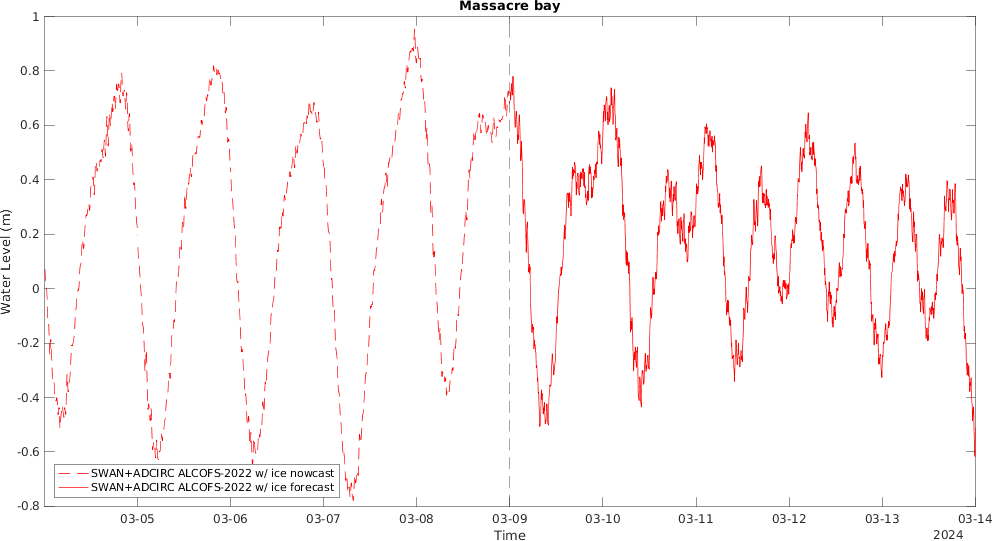 Massacre bay
Water Level (m)
1
0.8
0.6
0.4
0.2
0
-0.2
-0.4
-0.6
-0.8
SWAN+ADCIRC ALCOFS-2022 w/ ice nowcast
SWAN+ADCIRC ALCOFS-2022 w/ ice forecast
03-05 03-06 03-07 03-08 03-09 03-10 03-11 03-12 03-13 03-14
Time
2024